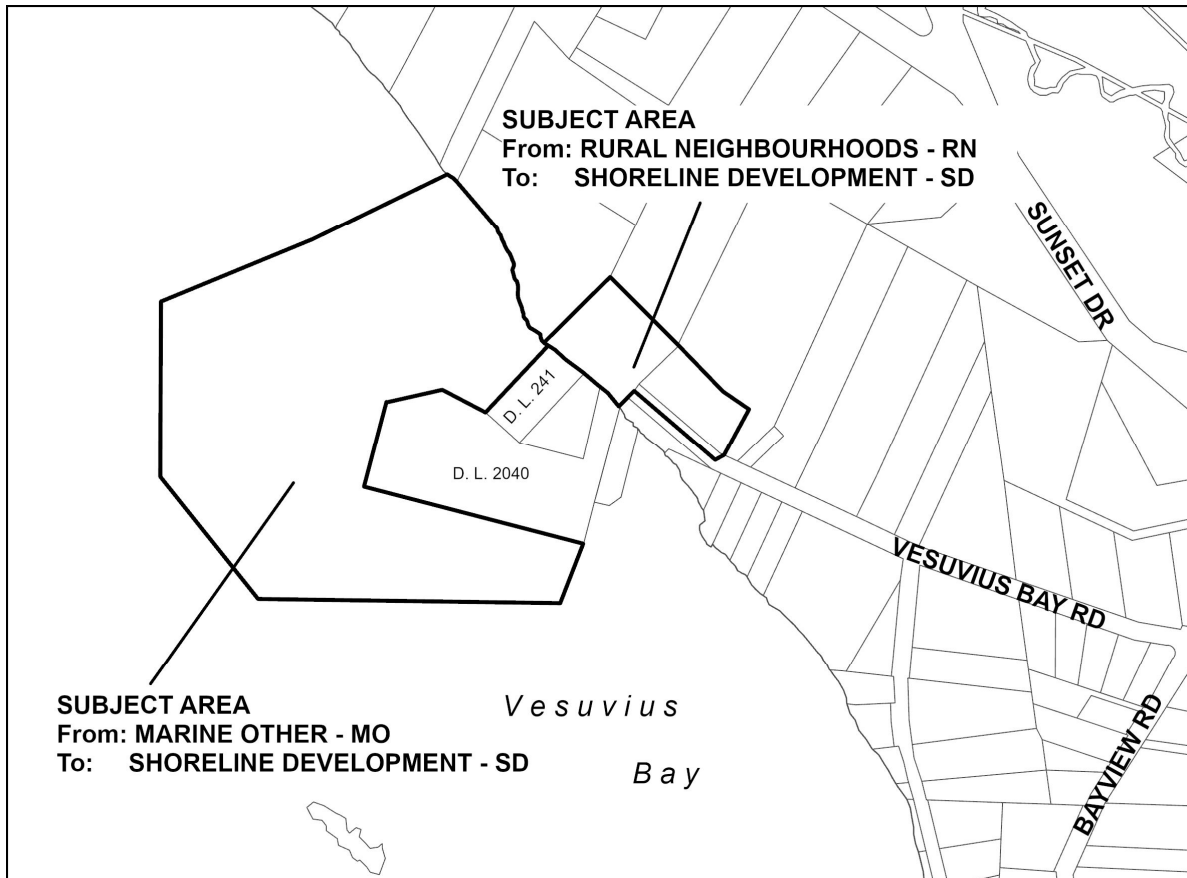 SUBJECT AREA
From: RURAL NEIGHBOURHOODS - RN
To: SHORELINE DEVELOPMENT - SD
SUNSET DR
D. L. 241
D. L. 2040
VESUVIUS BAY RD
SUBJECT AREA
From: MARINE OTHER - MO
To: SHORELINE DEVELOPMENT - SD
Vesuvius
Bay
BAYVIEW RD